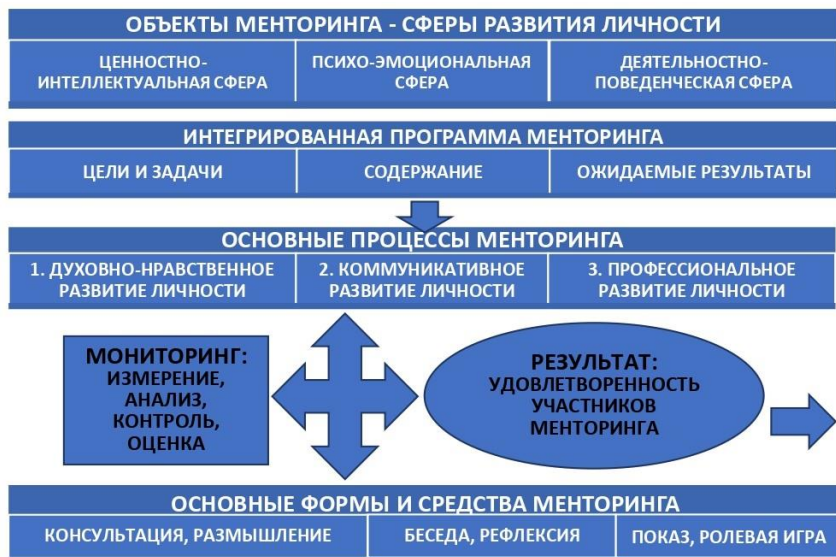 ОБЪЕКТЫ МЕНТОРИНГА - СФЕРЫ РАЗВИТИЯ ЛИЧНОСТИ
ЦЕННОСТНО-
ИНТЕЛЛЕКТУАЛЬНАЯ СФЕРА
ПСИХО-ЭМОЦИОНАЛЬНАЯ
СФЕРА
ДЕЯТЕЛЬНОСТНО-
ПОВЕДЕНЧЕСКАЯ СФЕРА
ИНТЕГРИРОВАННАЯ ПРОГРАММА МЕНТОРИНГА
ЦЕЛИ И ЗАДАЧИ
СОДЕРЖАНИЕ
ОЖИДАЕМЫЕ РЕЗУЛЬТАТЫ
ОСНОВНЫЕ ПРОЦЕССЫ МЕНТОРИНГА
1. ДУХОВНО-НРАВСТВЕННОЕ
РАЗВИТИЕ ЛИЧНОСТИ
2. КОММУНИКАТИВНОЕ
РАЗВИТИЕ ЛИЧНОСТИ
3. ПРОФЕССИОНАЛЬНОЕ
РАЗВИТИЕ ЛИЧНОСТИ
МОНИТОРИНГ:
ИЗМЕРЕНИЕ,
АНАЛИЗ,
КОНТРОЛЬ,
ОЦЕНКА
РЕЗУЛЬТАТ:
УДОВЛЕТВОРЕННОСТЬ
УЧАСТНИКОВ
МЕНТОРИНГА
ОСНОВНЫЕ ФОРМЫ И СРЕДСТВА МЕНТОРИНГА
КОНСУЛЬТАЦИЯ, РАЗМЫШЛЕНИЕ
БЕСЕДА, РЕФЛЕКСИЯ
ПОКАЗ, РОЛЕВАЯ ИГРА